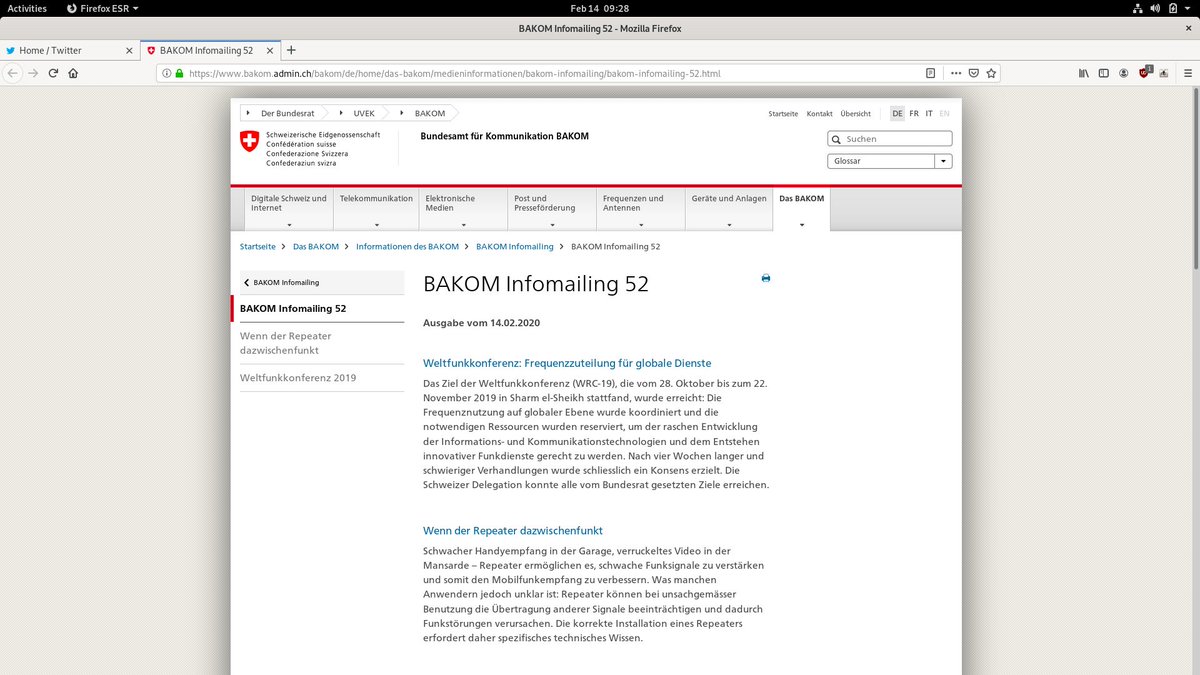 Activities Firefox ESR Feb 14 09:28
BAKOM Infomailing 52 - Mozilla Firefox
Home / Twitter BAKOM Infomailing 52
https://www.bakom.admin.ch/bakom/de/home/das-bakom/medieninformationen/bakom-infomailing/bakom-infomailing-52.html
Der Bundesrat UVEK BAKOM Startseite Kontakt Übersicht DE FR IT EN
Schweizerische Eidgenossenschaft
Confédération suisse
Confederazione Svizzera
Confederaziun svizra
Bundesamt für Kommunikation BAKOM
Suchen
Glossar
Digitale Schweiz und
Internet
Telekommunikation
Elektronische
Medien
Post und
Presseförderung
Frequenzen und
Antennen
Geräte und Anlagen
Das BAKOM
Startseite Das BAKOM Informationen des BAKOM BAKOM Infomailing BAKOM Infomailing 52
BAKOM Infomailing
BAKOM Infomailing 52
Wenn der Repeater
dazwischenfunkt
Weltfunkkonferenz 2019
BAKOM Infomailing 52
Ausgabe vom 14.02.2020
Weltfunkkonferenz: Frequenzzuteilung für globale Dienste
Das Ziel der Weltfunkkonferenz (WRC-19), die vom 28. Oktober bis zum 22.
November 2019 in Sharm el-Sheikh stattfand, wurde erreicht: Die
Frequenznutzung auf globaler Ebene wurde koordiniert und die
notwendigen Ressourcen wurden reserviert, um der raschen Entwicklung
der Informations- und Kommunikationstechnologien und dem Entstehen
innovativer Funkdienste gerecht zu werden. Nach vier Wochen langer und
schwieriger Verhandlungen wurde schliesslich ein Konsens erzielt. Die
Schweizer Delegation konnte alle vom Bundesrat gesetzten Ziele erreichen.
Wenn der Repeater dazwischenfunkt
Schwacher Handyempfang in der Garage, verruckeltes Video in der
Mansarde – Repeater ermöglichen es, schwache Funksignale zu verstärken
und somit den Mobilfunkempfang zu verbessern. Was manchen
Anwendern jedoch unklar ist: Repeater können bei unsachgemässer
Benutzung die Übertragung anderer Signale beeinträchtigen und dadurch
Funkstörungen verursachen. Die korrekte Installation eines Repeaters
erfordert daher spezifisches technisches Wissen.